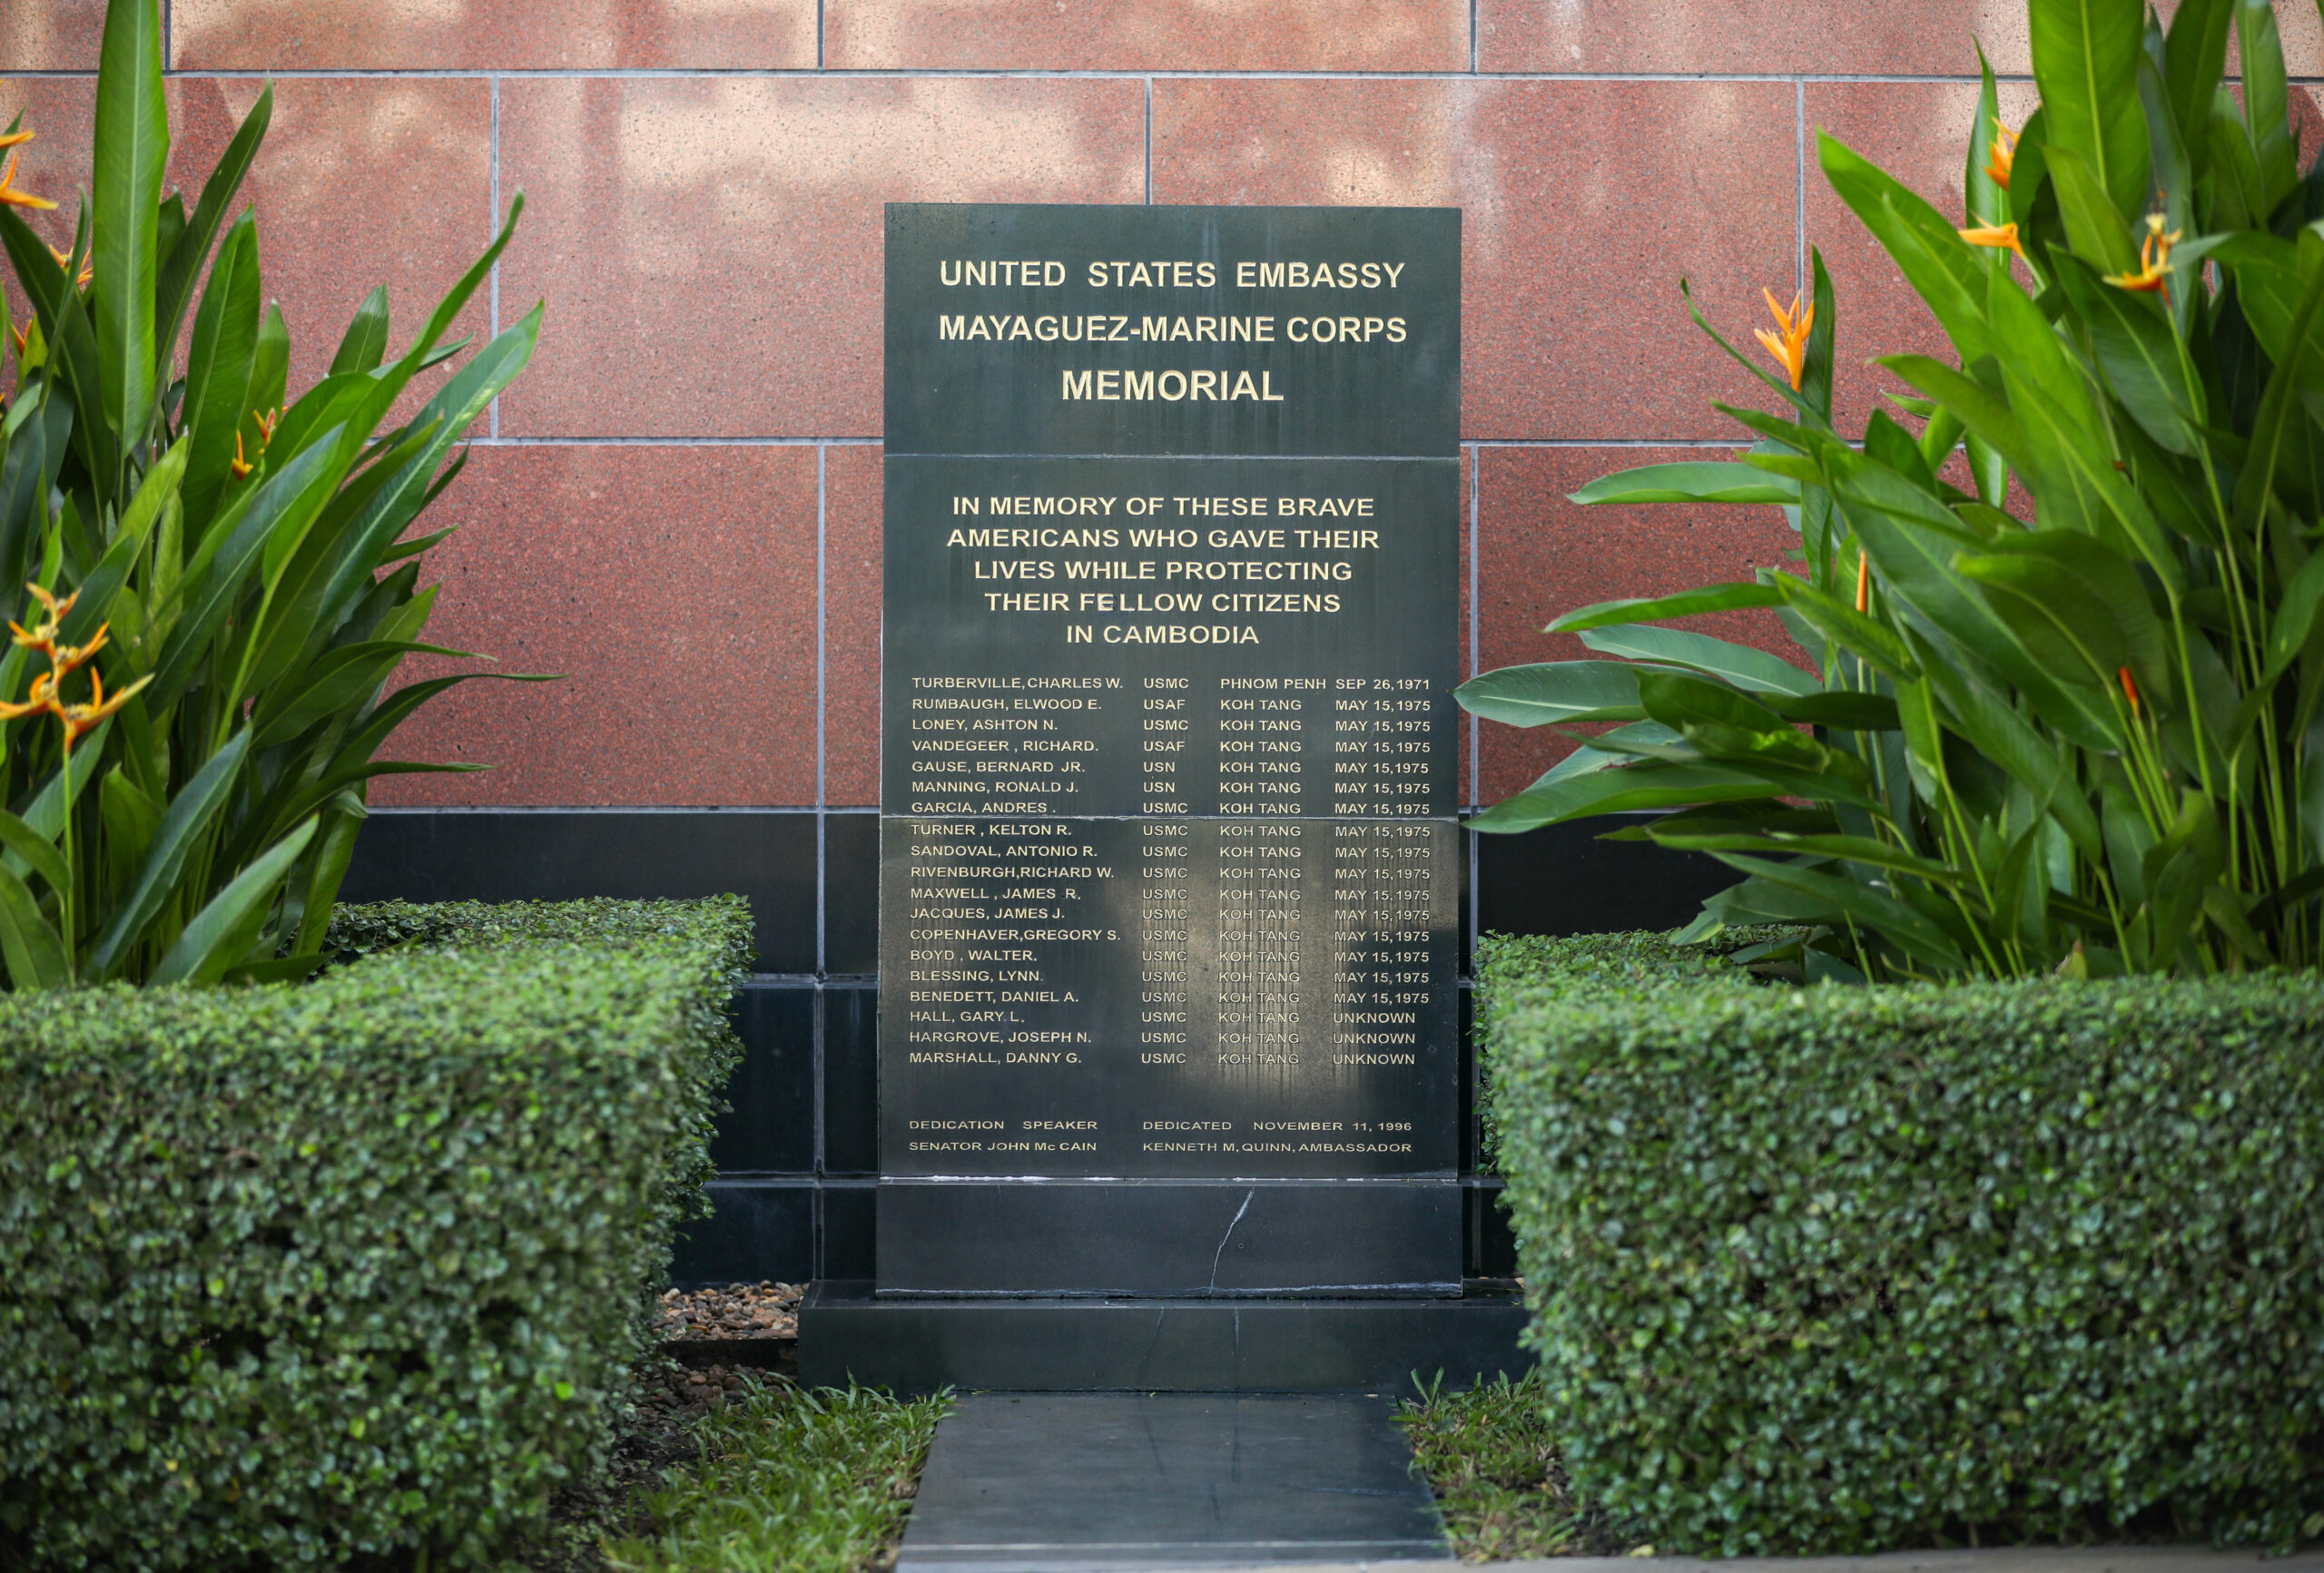 UNITED STATES EMBASSY
MAYAGUEZ-MARINE CORPS
MEMORIAL
IN MEMORY OF THESE BRAVE
AMERICANS WHO GAVE THEIR
LIVES WHILE PROTECTING
THEIR FELLOW CITIZENS
IN CAMBODIA
TURBERVILLE, CHARLES W. USMC PHNOM PENH SEP 26,1971
RUMBAUGH, ELWOOD E. USAF KOH TANG MAY 15,1975
LONEY, ASHTON N. USMC KOH TANG MAY 15,1975
VANDEGEER , RICHARD. USAF KOH TANG MAY 15,1975
GAUSE, BERNARD JR. USN KOH TANG MAY 15,1975
MANNING, RONALD J. USN KOH TANG MAY 15,1975
GARCIA, ANDRES . USMC KOH TANG MAY 15,1975
TURNER , KELTON R. USMC KOH TANG MAY 15,1975
SANDOVAL, ANTONIO R. USMC KOH TANG MAY 15,1975
RIVENBURGH,RICHARD W. USMC KOH TANG MAY 15,1975
MAXWELL , JAMES R. USMC KOH TANG MAY 15,1975
JACQUES, JAMES J. USMC KOH TANG MAY 15,1975
COPENHAVER,GREGORY S. USMC KOH TANG MAY 15,1975
BOYD , WALTER. USMC KOH TANG MAY 15,1975
BLESSING, LYNN. USMC KOH TANG MAY 15,1975
BENEDETT, DANIEL A. USMC KOH TANG MAY 15,1975
HALL, GARY L. USMC KOH TANG UNKNOWN
HARGROVE, JOSEPH N. USMC KOH TANG UNKNOWN
MARSHALL, DANNY G. USMC KOH TANG UNKNOWN
DEDICATION SPEAKER DEDICATED NOVEMBER 11, 1996
SENATOR JOHN Mc CAIN KENNETH M. QUINN, AMBASSADOR